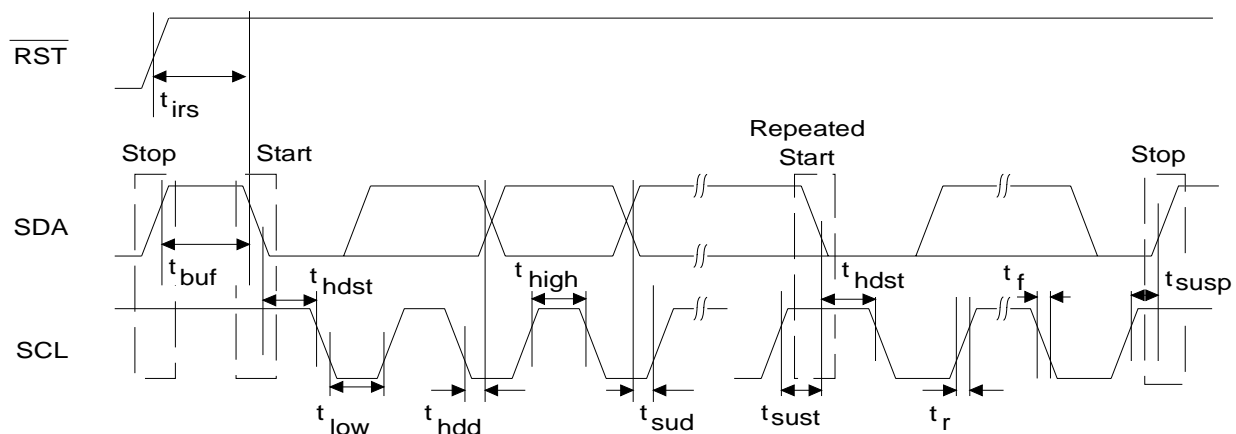 RST
t irs
Repeated
Stop Start Start Stop
SDA
t buf t hdst t high t hdst t f t susp
SCL
t low t hdd t sud t sust t r